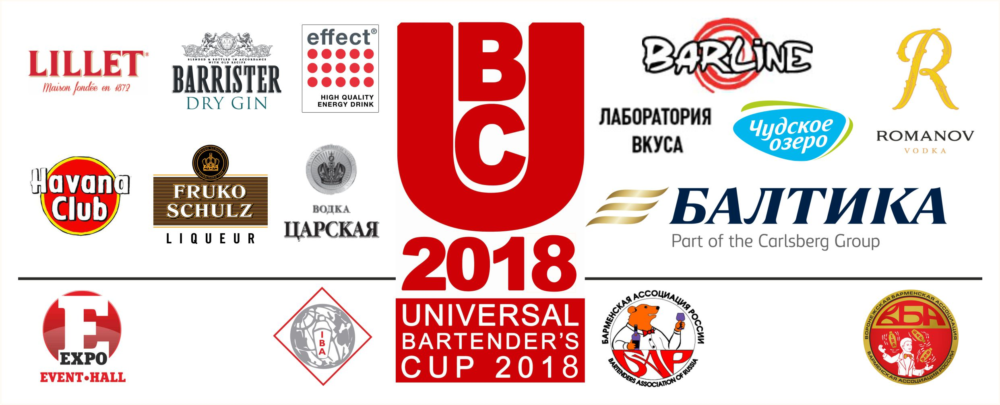 LILLET®
Maison fondée en 1872
BLENDED & BOTTLED IN ACCORDANCE
WITH OLD RECIPE
BARRISTER
DRY GIN
effect®
HIGH QUALITY
ENERGY DRINK
Havana
Club
FRUKO SCHULZ
ESTABLISHED 1898
FRUKO
SCHULZ
LIQUEUR
RUSSIAN PREMIUM VODKA
ВОДКА
ЦАРСКАЯ
U
B
C
2018
UNIVERSAL
BARTENDER'S
CUP 2018
BARLiNE
R
ROMANOV
VODKA
ЛАБОРАТОРИЯ
ВКУСА
Чудское
озеро
БАЛТИКА
Part of the Carlsberg Group
E
EXPO
EVENT•HALL
I
B
A
БАРМЕНСКАЯ АССОЦИАЦИЯ РОССИИ
БАР
BARTENDERS ASSOCIATION OF RUSSIA
ВОРОНЕЖСКАЯ БАРМЕНСКАЯ АССОЦИАЦИЯ
ВБА
IBA
БАР
ВБА
БАРМЕНСКАЯ АССОЦИАЦИЯ РОССИИ